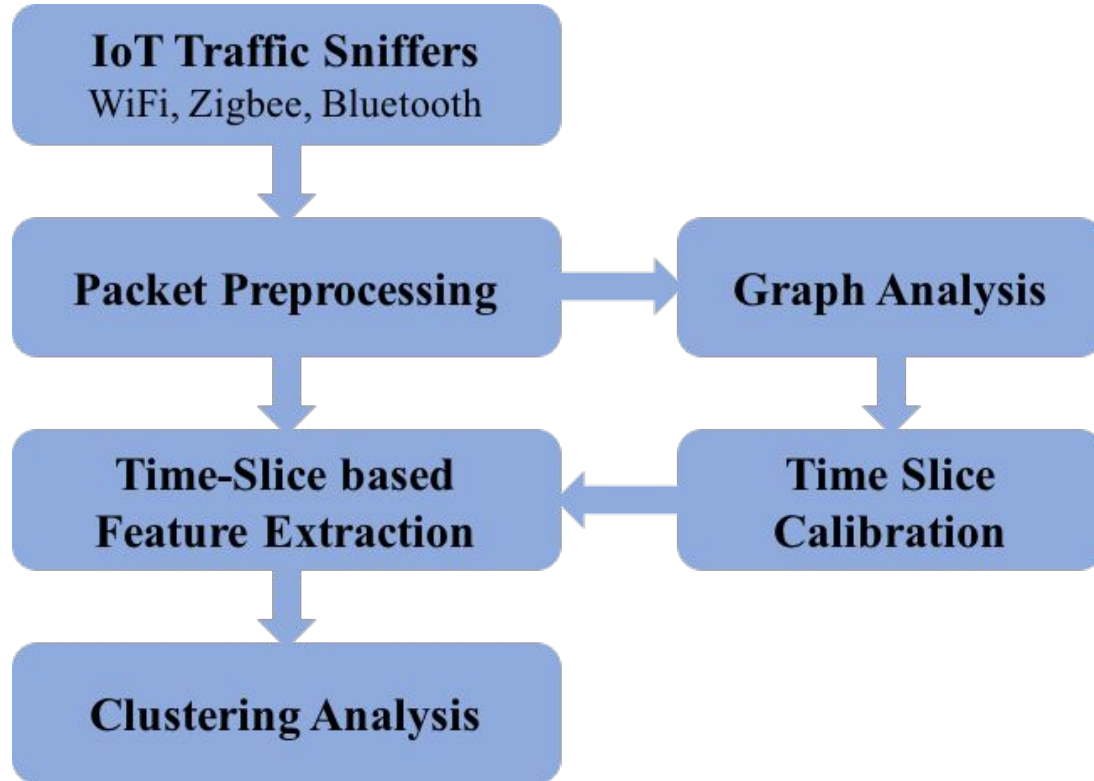 IoT Traffic Sniffers
WiFi, Zigbee, Bluetooth
Packet Preprocessing
Graph Analysis
Time-Slice based
Feature Extraction
Time Slice
Calibration
Clustering Analysis